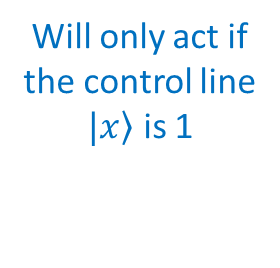 Will only act if
the control line
|𝑥⟩ is 1